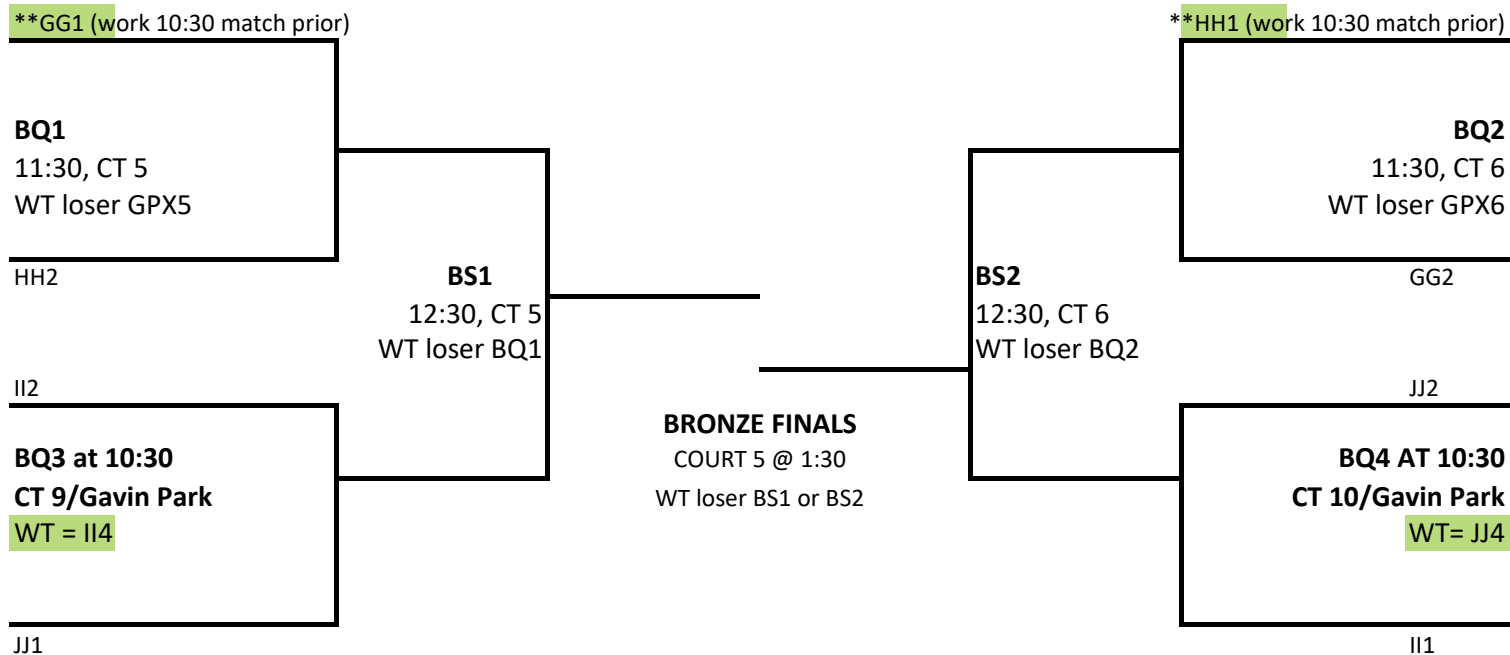 **GG1 (work 10:30 match prior)
BQ1
11:30, CT 5
WT loser GPX5
HH2
BS1
12:30, CT 5
WT loser BQ1
II2
BQ3 at 10:30
CT 9/Gavin Park
WT = II4
JJ1
BRONZE FINALS
COURT 5 @ 1:30
WT loser BS1 or BS2
**HH1 (work 10:30 match prior)
BQ2
11:30, CT 6
WT loser GPX6
GG2
BS2
12:30, CT 6
WT loser BQ2
JJ2
BQ4 AT 10:30
CT 10/Gavin Park
WT= JJ4
II1